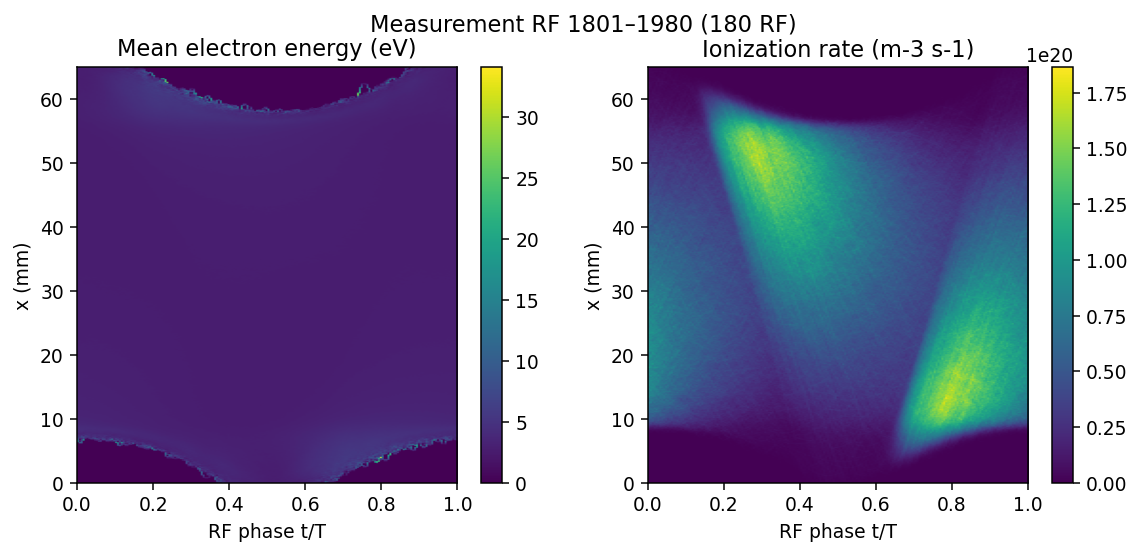 Measurement RF 1801–1980 (180 RF)
Mean electron energy (eV)
Ionization rate (m-3 s-1)
1e20
x (mm)
60
50
40
30
20
10
0
0.0 0.2 0.4 0.6 0.8 1.0
RF phase t/T
30
25
20
15
10
5
0
x (mm)
60
50
40
30
20
10
0
0.0 0.2 0.4 0.6 0.8 1.0
RF phase t/T
1.75
1.50
1.25
1.00
0.75
0.50
0.25
0.00